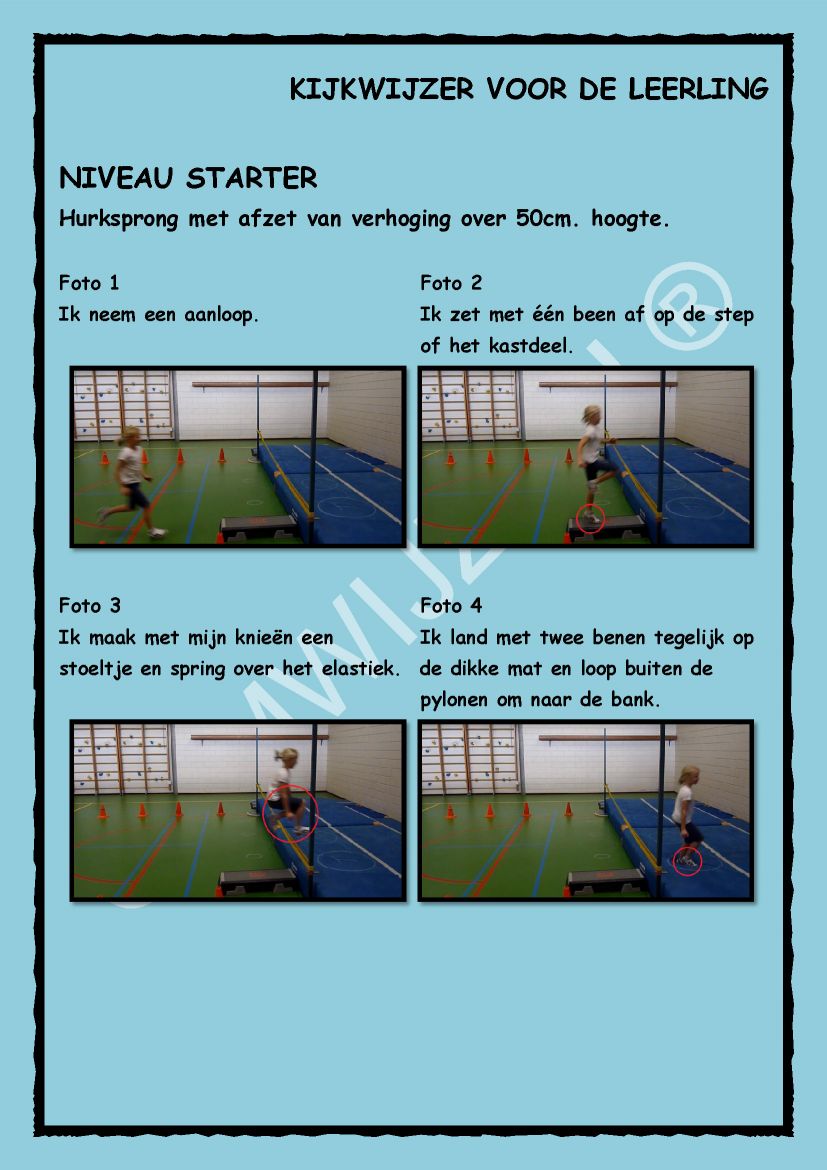 KIJKWIJZER VOOR DE LEERLING
NIVEAU STARTER
Hurksprong met afzet van verhoging over 50cm. hoogte.
Foto 1
Ik neem een aanloop.
Foto 2
Ik zet met één been af op de step
of het kastdeel.
Foto 3
Ik maak met mijn knieën een
stoeltje en spring over het elastiek.
Foto 4
Ik land met twee benen tegelijk op
de dikke mat en loop buiten de
pylonen om naar de bank.